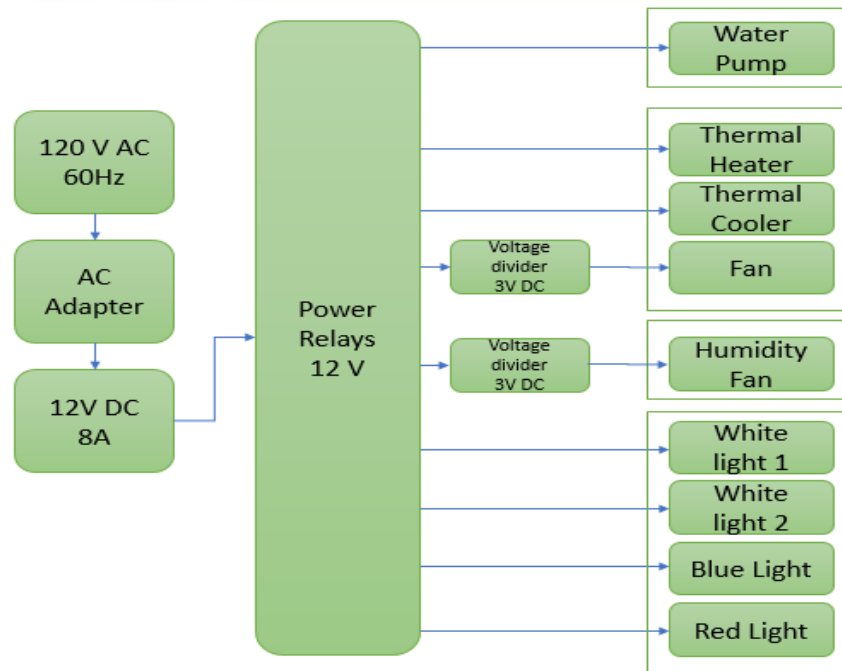 120 V AC
60Hz
AC
Adapter
12V DC
8A
Power
Relays
12 V
Water
Pump
Thermal
Heater
Thermal
Cooler
Voltage
divider
3V DC
Fan
Voltage
divider
3V DC
Humidity
Fan
White
light 1
White
light 2
Blue Light
Red Light